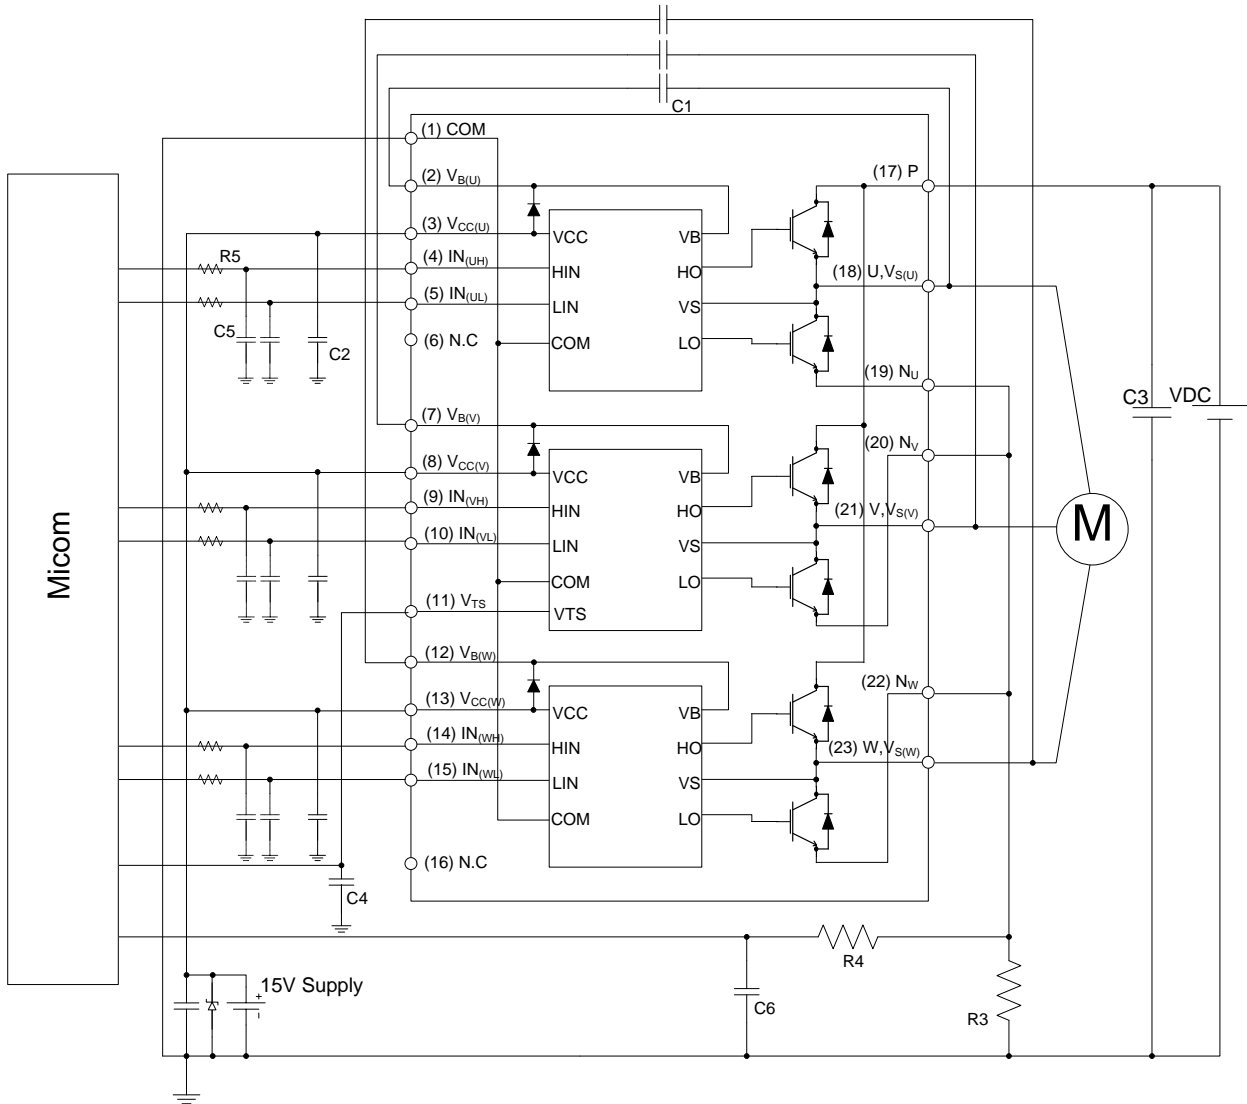 C1
(1) COM
(2) VB(U)
(17) P
(3) VCC(U)
VCC
VB
R5
(4) IN(UH)
HIN
HO
(18) U,VS(U)
(5) IN(UL)
LIN
VS
C5
C2
(6) N.C
COM
LO
(19) NU
C3
VDC
(7) VB(V)
(20) NV
(8) VCC(V)
VCC
VB
(9) IN(VH)
HIN
HO
(21) V,VS(V)
M
Micom
(10) IN(VL)
LIN
VS
COM
LO
(11) VTS
VTS
(12) VB(W)
(22) NW
(13) VCC(W)
VCC
VB
(14) IN(WH)
HIN
HO
(23) W,VS(W)
(15) IN(WL)
LIN
VS
COM
LO
(16) N.C
C4
R4
15V Supply
+
-
C6
R3